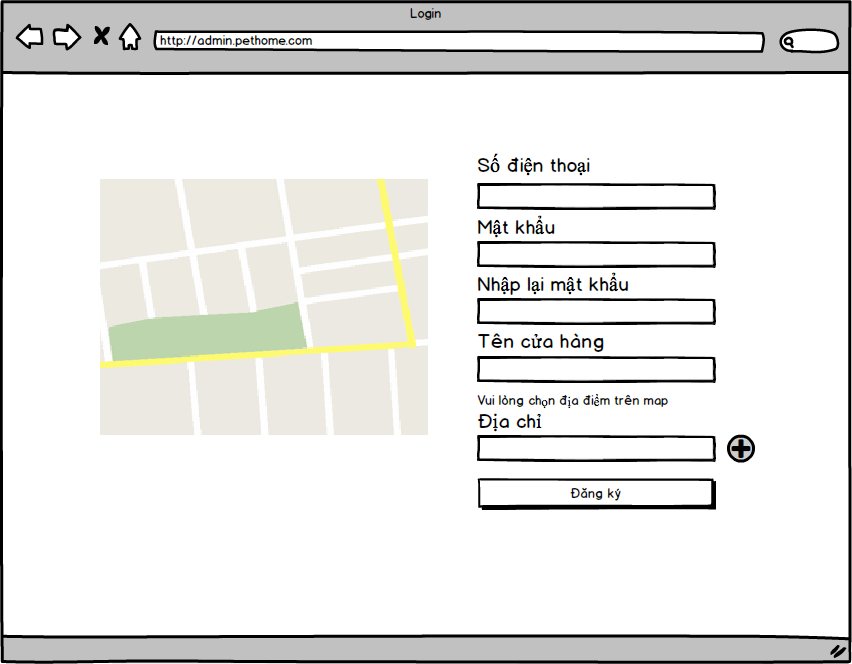 Login
http://admin.pethome.com
Số điện thoại
Mật khẩu
Nhập lại mật khẩu
Tên cửa hàng
Vui lòng chọn địa điểm trên map
Địa chỉ
Đăng ký